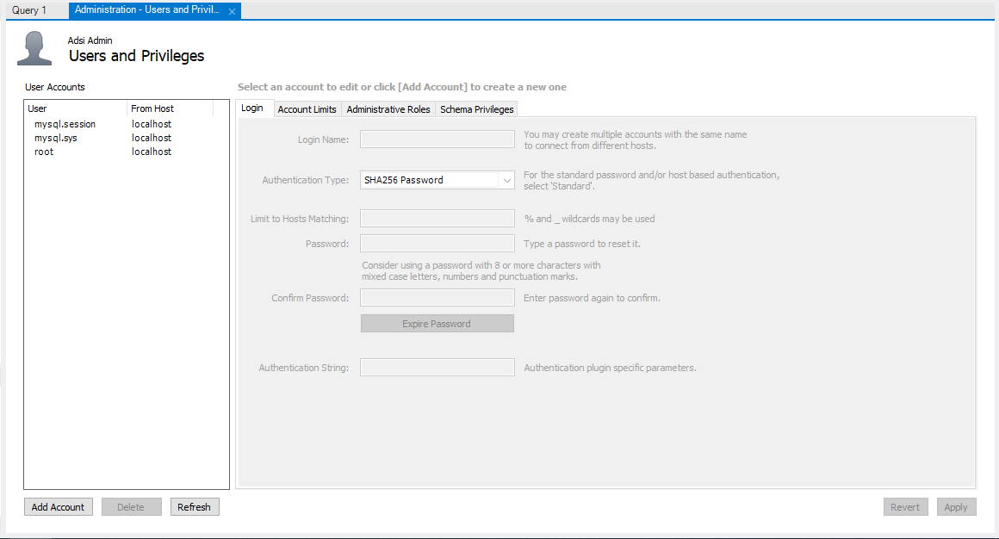 Query 1
Administration - Users and Privil...
Adsi Admin
Users and Privileges
User Accounts
Select an account to edit or click [Add Account] to create a new one
User From Host
mysql.session localhost
mysql.sys localhost
root localhost
Login Account Limits Administrative Roles Schema Privileges
Login Name:
You may create multiple accounts with the same name
to connect from different hosts.
Authentication Type: SHA256 Password
For the standard password and/or host based authentication,
select 'Standard'.
Limit to Hosts Matching: % and _ wildcards may be used
Password: Type a password to reset it.
Consider using a password with 8 or more characters with
mixed case letters, numbers and punctuation marks.
Confirm Password: Enter password again to confirm.
Expire Password
Authentication String: Authentication plugin specific parameters.
Add Account Delete Refresh Revert Apply